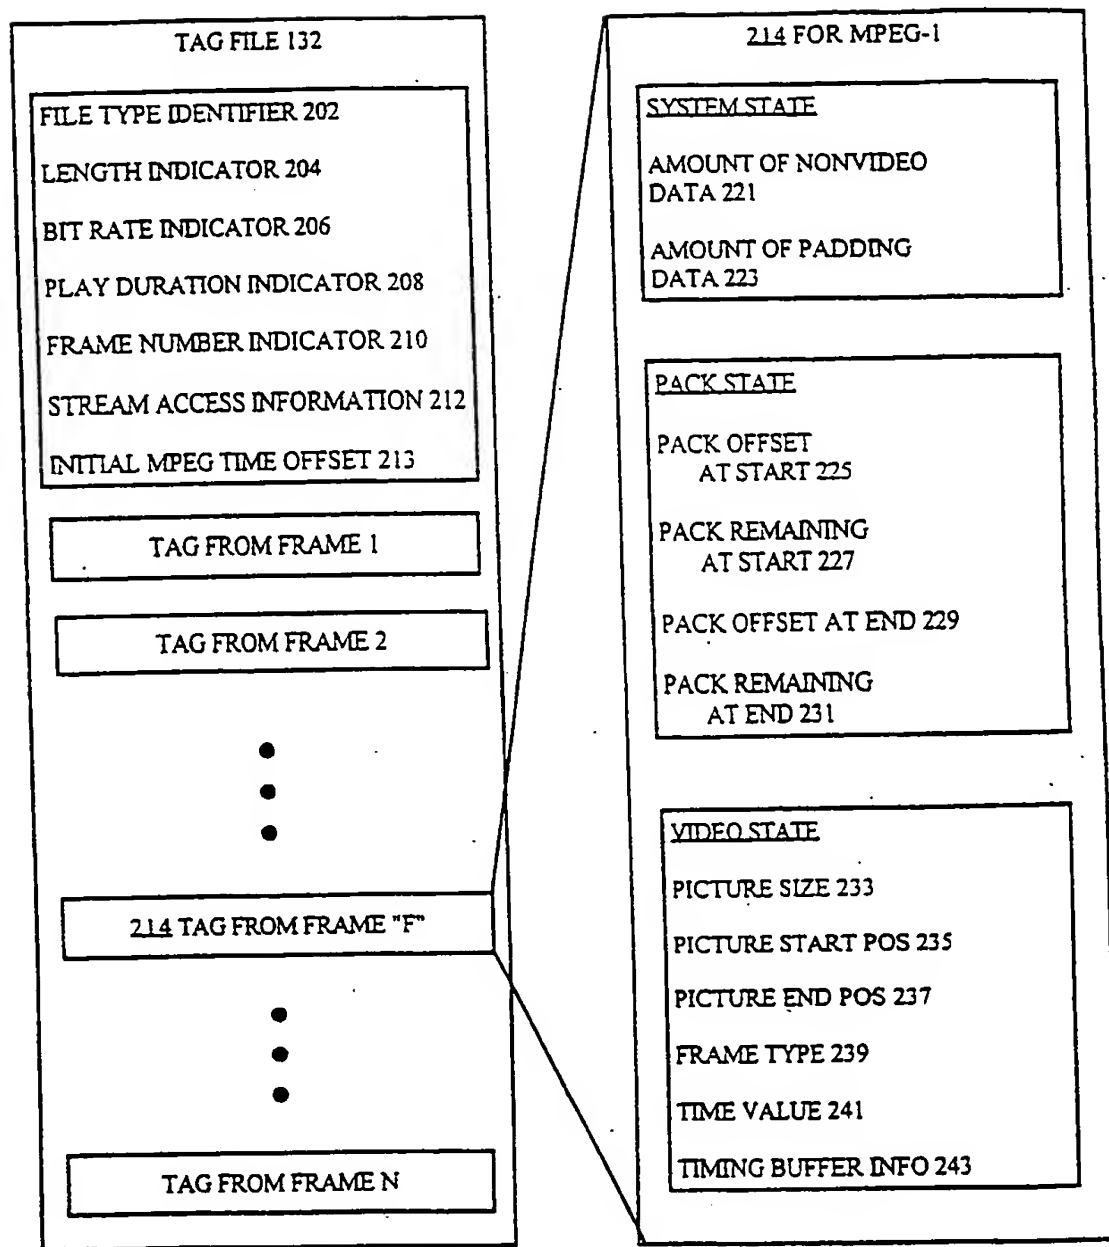 TAG FILE 132
FILE TYPE IDENTIFIER 202
LENGTH INDICATOR 204
BIT RATE INDICATOR 206
PLAY DURATION INDICATOR 208
FRAME NUMBER INDICATOR 210
STREAM ACCESS INFORMATION 212
INITIAL MPEG TIME OFFSET 213
TAG FROM FRAME 1
TAG FROM FRAME 2
214 TAG FROM FRAME "F"
TAG FROM FRAME N
214 FOR MPEG-1
SYSTEM STATE
AMOUNT OF NONVIDEO
DATA 221
AMOUNT OF PADDING
DATA 223
PACK STATE
PACK OFFSET
AT START 225
PACK REMAINING
AT START 227
PACK OFFSET AT END 229
PACK REMAINING
AT END 231
VIDEO STATE
PICTURE SIZE 233
PICTURE START POS 235
PICTURE END POS 237
FRAME TYPE 239
TIME VALUE 241
TIMING BUFFER INFO 243